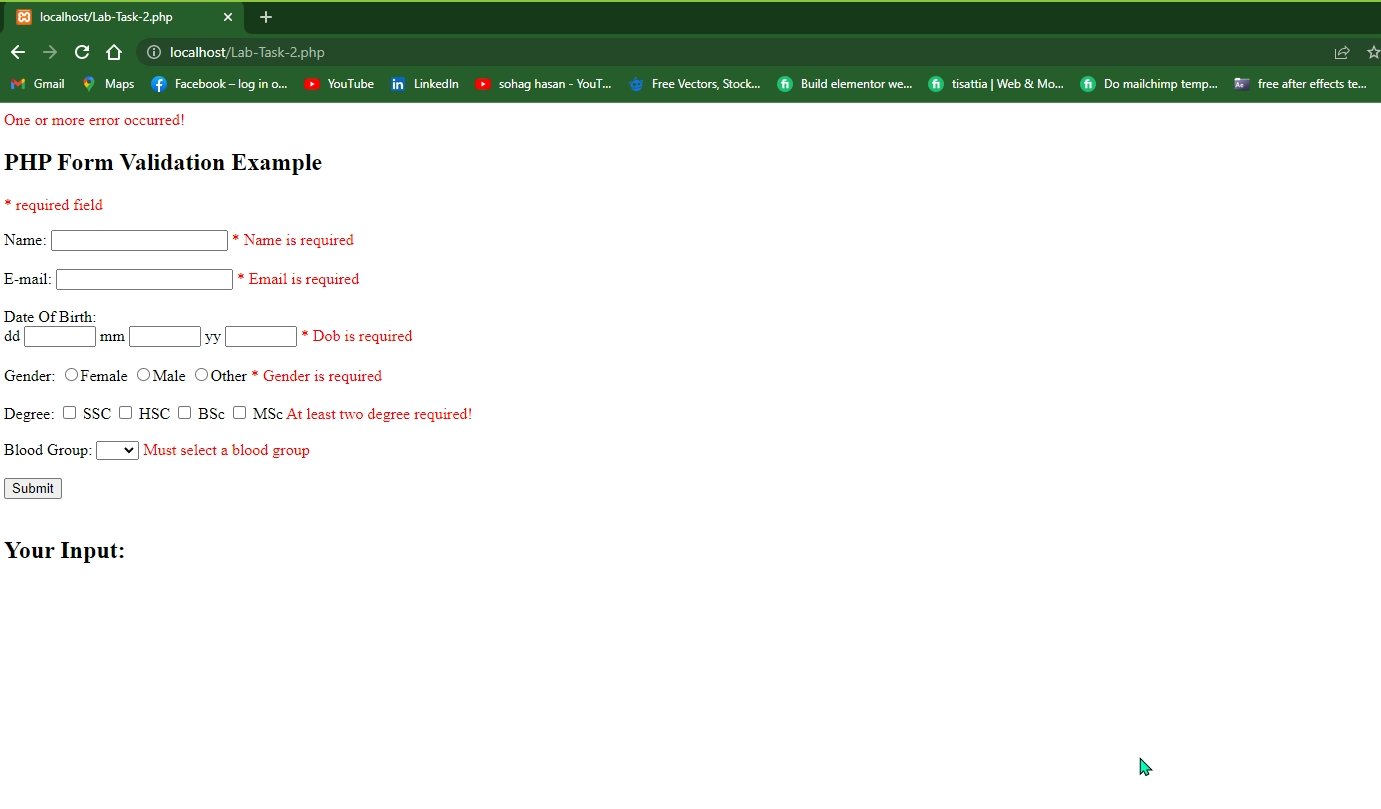 localhost/Lab-Task-2.php
localhost/Lab-Task-2.php
Gmail Maps Facebook – log in o... YouTube LinkedIn sohag hasan - YouT... Free Vectors, Stock... Build elementor we... tisattia | Web & Mo... Do mailchimp temp... free after effects te...
One or more error occurred!
PHP Form Validation Example
* required field
Name: * Name is required
E-mail: * Email is required
Date Of Birth:
dd mm yy * Dob is required
Gender: Female Male Other * Gender is required
Degree: SSC HSC BSc MSc At least two degree required!
Blood Group: Must select a blood group
Submit
Your Input: